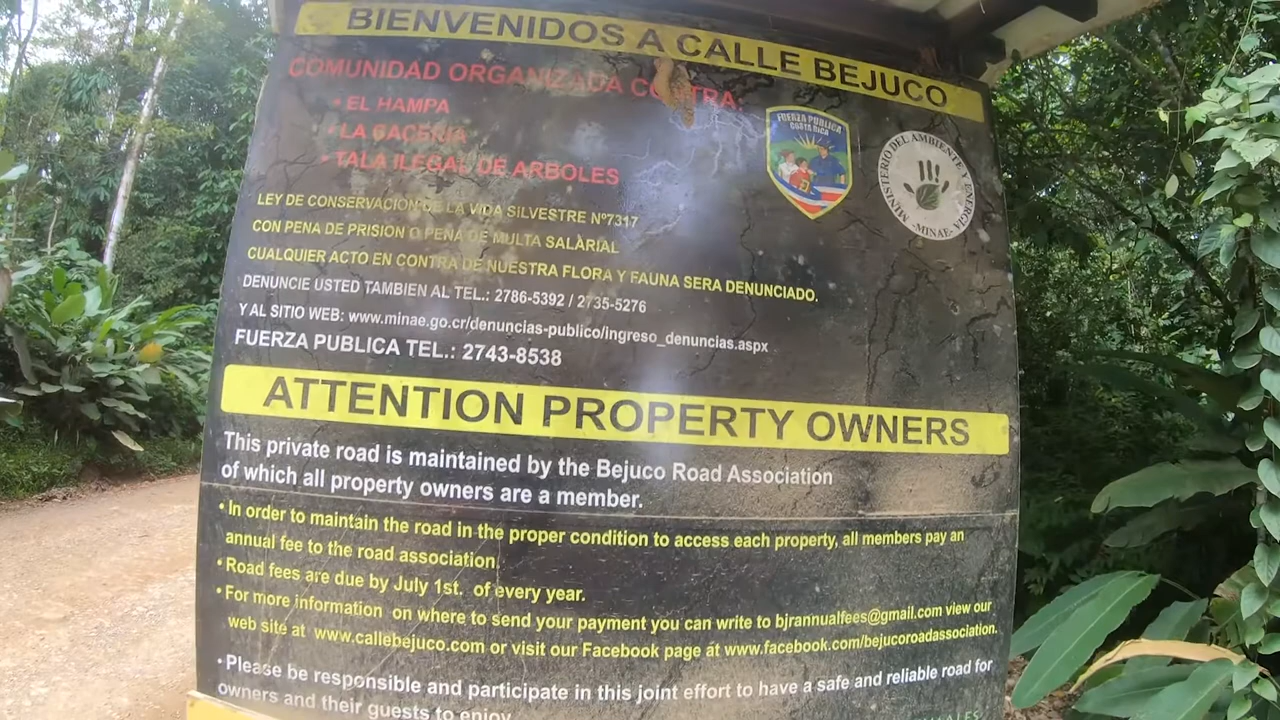 BIENVENIDOS A CALLE BEJUCO
COMUNIDAD ORGANIZADA CONTRA:
• EL HAMPA
• LA CACERIA
• TALA ILEGAL DE ARBOLES
FUERZA PUBLICA
COSTA RICA
MINISTERIO DEL AMBIENTE Y ENERGIA
-MINAE-
LEY DE CONSERVACION DE LA VIDA SILVESTRE Nº7317
CON PENA DE PRISION O PENA DE MULTA SALARIAL
CUALQUIER ACTO EN CONTRA DE NUESTRA FLORA Y FAUNA SERA DENUNCIADO.
DENUNCIE USTED TAMBIEN AL TEL.: 2786-5392 / 2735-5276
Y AL SITIO WEB: www.minae.go.cr/denuncias-publico/ingreso_denuncias.aspx
FUERZA PUBLICA TEL.: 2743-8538
ATTENTION PROPERTY OWNERS
This private road is maintained by the Bejuco Road Association
of which all property owners are a member.
• In order to maintain the road in the proper condition to access each property, all members pay an
annual fee to the road association.
• Road fees are due by July 1st. of every year.
• For more information on where to send your payment you can write to bjrannualfees@gmail.com view our
web site at www.callebejuco.com or visit our Facebook page at www.facebook.com/bejucoroadassociation.
• Please be responsible and participate in this joint effort to have a safe and reliable road for
owners and their guests to enjoy.